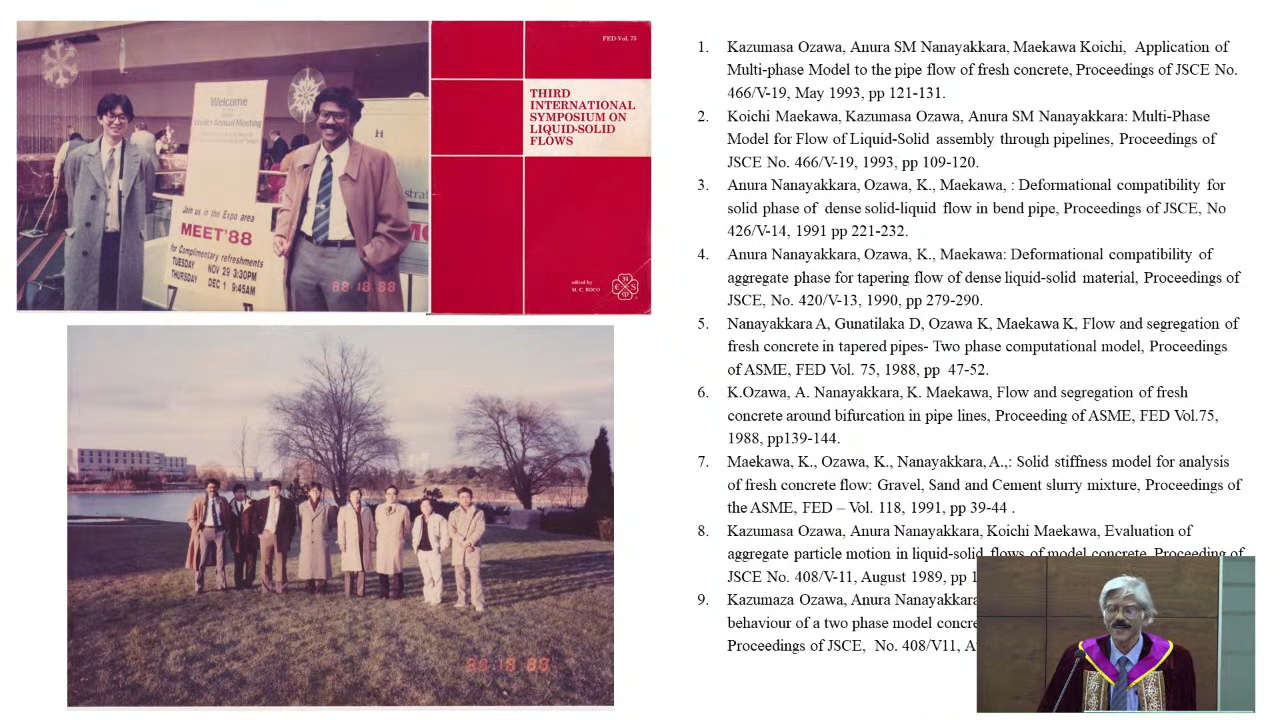 Welcome
Winter Annual Meeting
Join us in the Expo area
MEET'88
for Complimentary refreshments
TUESDAY NOV 29 3:30PM
THURSDAY DEC 1 9:45AM
H
88
FED-Vol. 75
THIRD
INTERNATIONAL
SYMPOSIUM ON
LIQUID-SOLID
FLOWS
edited by
M. C. ROCO
1. Kazumasa Ozawa, Anura SM Nanayakkara, Maekawa Koichi, Application of
Multi-phase Model to the pipe flow of fresh concrete, Proceedings of JSCE No.
466/V-19, May 1993, pp 121-131.
2. Koichi Maekawa, Kazumasa Ozawa, Anura SM Nanayakkara: Multi-Phase
Model for Flow of Liquid-Solid assembly through pipelines, Proceedings of
JSCE No. 466/V-19, 1993, pp 109-120.
3. Anura Nanayakkara, Ozawa, K., Maekawa, : Deformational compatibility for
solid phase of dense solid-liquid flow in bend pipe, Proceedings of JSCE, No
426/V-14, 1991 pp 221-232.
4. Anura Nanayakkara, Ozawa, K., Maekawa: Deformational compatibility of
aggregate phase for tapering flow of dense liquid-solid material, Proceedings of
JSCE, No. 420/V-13, 1990, pp 279-290.
5. Nanayakkara A, Gunatilaka D, Ozawa K, Maekawa K, Flow and segregation of
fresh concrete in tapered pipes- Two phase computational model, Proceedings
of ASME, FED Vol. 75, 1988, pp 47-52.
6. K.Ozawa, A. Nanayakkara, K. Maekawa, Flow and segregation of fresh
concrete around bifurcation in pipe lines, Proceeding of ASME, FED Vol.75,
1988, pp139-144.
7. Maekawa, K., Ozawa, K., Nanayakkara, A.,: Solid stiffness model for analysis
of fresh concrete flow: Gravel, Sand and Cement slurry mixture, Proceedings of
the ASME, FED – Vol. 118, 1991, pp 39-44 .
8. Kazumasa Ozawa, Anura Nanayakkara, Koichi Maekawa, Evaluation of
aggregate particle motion in liquid-solid flows of model concrete, Proceeding of
JSCE No. 408/V-11, August 1989, pp 1
9. Kazumaza Ozawa, Anura Nanayakkara
behaviour of a two phase model concre
Proceedings of JSCE, No. 408/V11, A